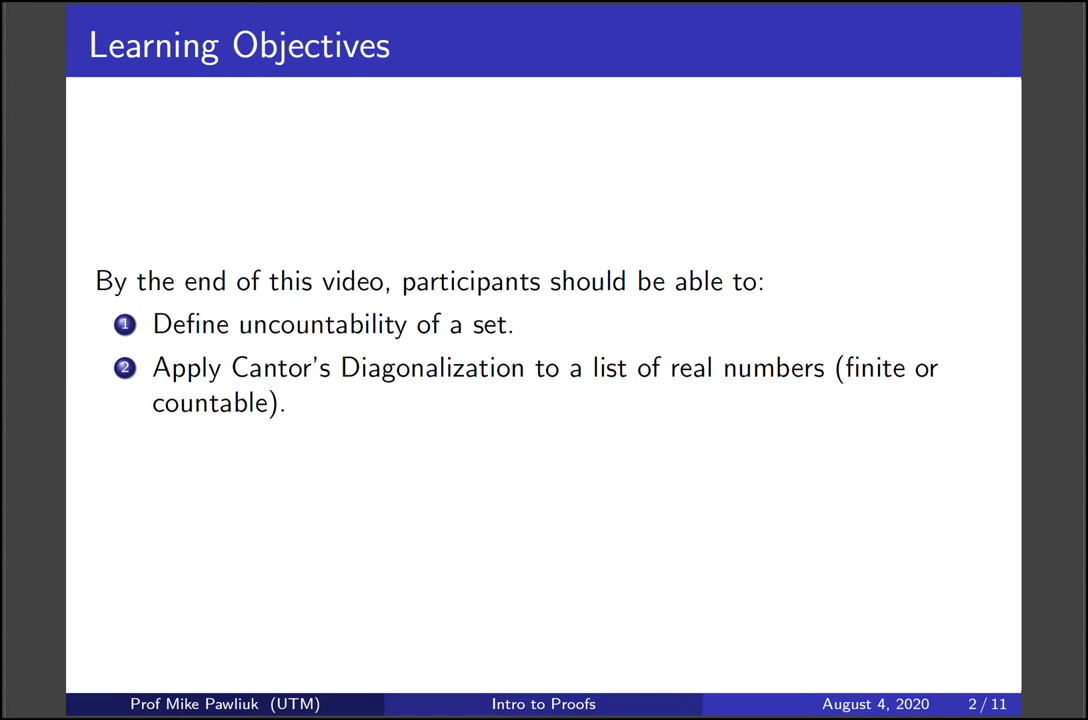 Learning Objectives
By the end of this video, participants should be able to:
1 Define uncountability of a set.
2 Apply Cantor's Diagonalization to a list of real numbers (finite or
countable).
Prof Mike Pawliuk (UTM) Intro to Proofs August 4, 2020 2 / 11